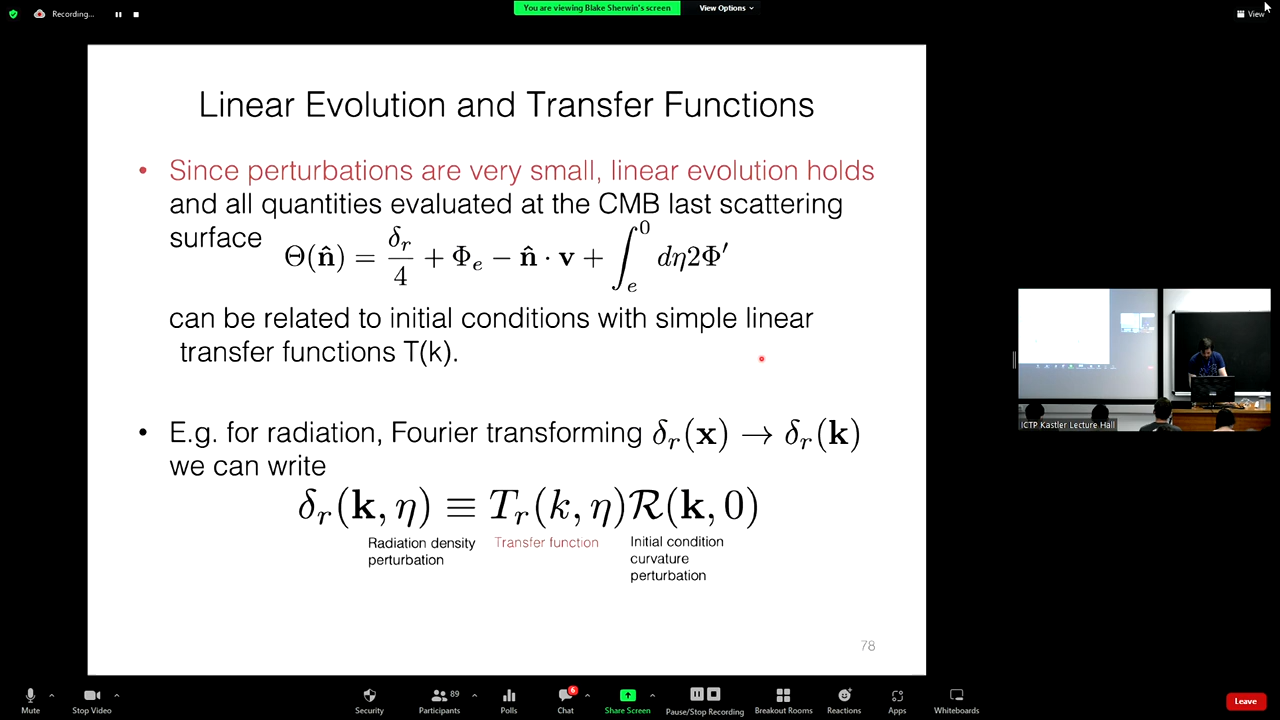 Recording...
You are viewing Blake Sherwin's screen
View Options
View
Linear Evolution and Transfer Functions
• Since perturbations are very small, linear evolution holds
and all quantities evaluated at the CMB last scattering
surface
Θ(n̂) = δ_r/4 + Φ_e − n̂ · v + ∫_e^0 dη2Φ′
can be related to initial conditions with simple linear
transfer functions T(k).
• E.g. for radiation, Fourier transforming δ_r(x) → δ_r(k)
we can write
δ_r(k, η) ≡ T_r(k, η)ℛ(k, 0)
Radiation density
perturbation
Transfer function
Initial condition
curvature
perturbation
78
ICTP Kastler Lecture Hall
Mute
Stop Video
Security
Participants
89
Polls
Chat
6
Share Screen
Pause/Stop Recording
Breakout Rooms
Reactions
Apps
Whiteboards
Leave